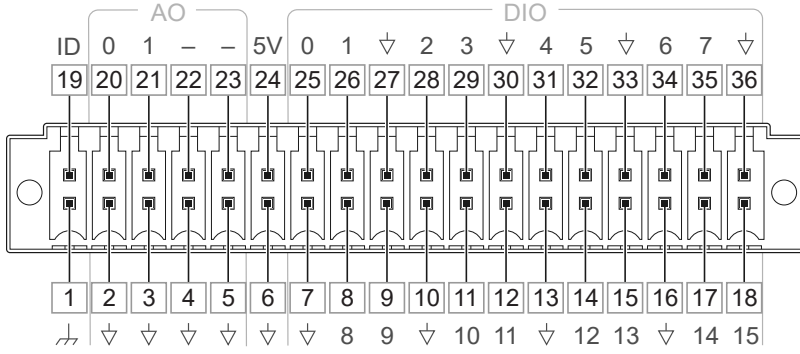 AO DIO
ID 0 1 – – 5V 0 1 2 3 4 5 6 7
19 20 21 22 23 24 25 26 27 28 29 30 31 32 33 34 35 36
1 2 3 4 5 6 7 8 9 10 11 12 13 14 15 16 17 18
8 9 10 11 12 13 14 15